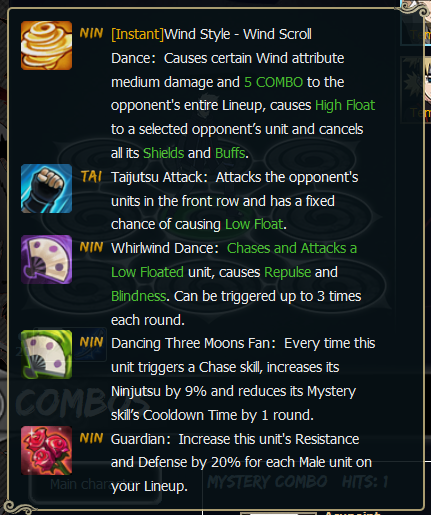 NIN [Instant]Wind Style - Wind Scroll
Dance: Causes certain Wind attribute
medium damage and 5 COMBO to the
opponent's entire Lineup, causes High Float
to a selected opponent's unit and cancels
all its Shields and Buffs.
TAI Taijutsu Attack: Attacks the opponent's
units in the front row and has a fixed
chance of causing Low Float.
NIN Whirlwind Dance: Chases and Attacks a
Low Floated unit, causes Repulse and
Blindness. Can be triggered up to 3 times
each round.
NIN Dancing Three Moons Fan: Every time this
unit triggers a Chase skill, increases its
Ninjutsu by 9% and reduces its Mystery
skill's Cooldown Time by 1 round.
COMBOS
NIN Guardian: Increase this unit's Resistance
and Defense by 20% for each Male unit on
your Lineup.
Main chara
MYSTERY COMBO HITS: 1